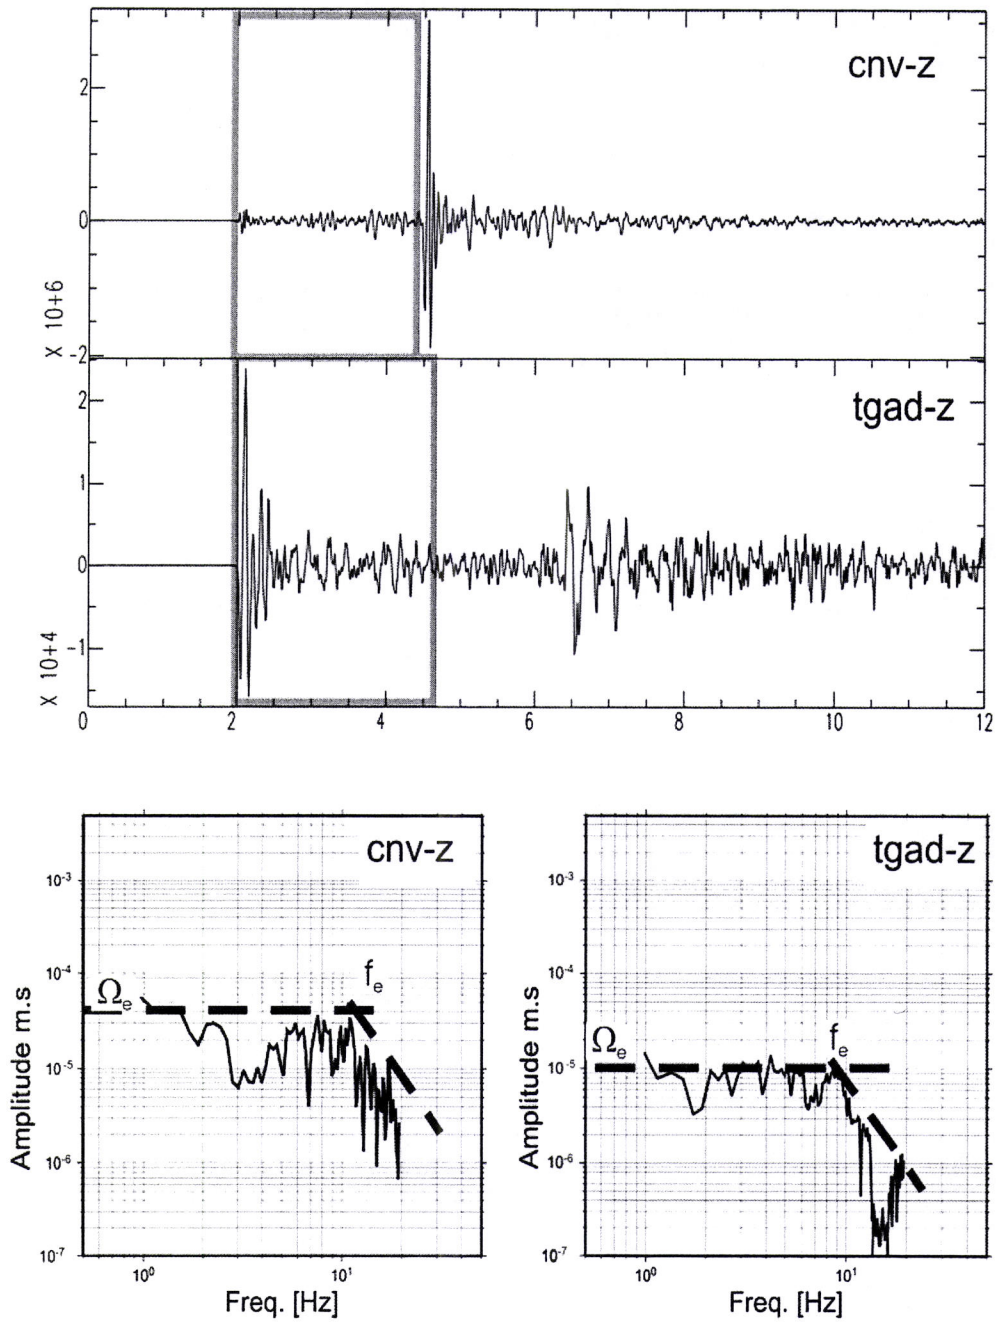 cnv-z
2
0
-2
X 10+6
tgad-z
2
1
0
-1
X 10+4
0 2 4 6 8 10 12
cnv-z
Amplitude m.s
10-3
10-4
10-5
10-6
10-7
Ωe
fe
10⁰ 10¹
Freq. [Hz]
tgad-z
Amplitude m.s
10-3
10-4
10-5
10-6
10-7
Ωe
fe
10⁰ 10¹
Freq. [Hz]